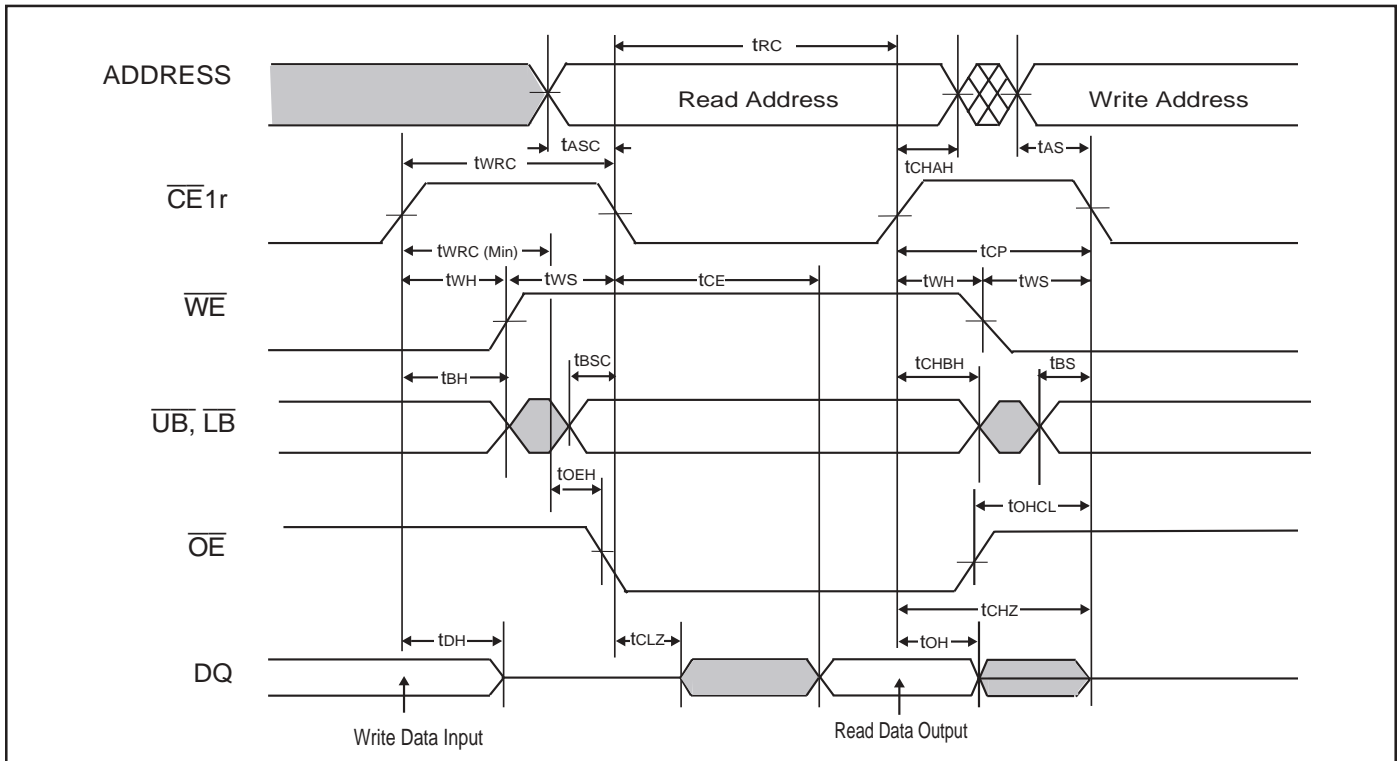 tRC
ADDRESS
Read Address
Write Address
tASC
tAS
tWRC
tCHAH
CE1r
tWRC (Min)
tCP
tWH
tWS
tCE
tWH
tWS
WE
tBSC
tCHBH
tBS
tBH
UB, LB
tOEH
tOHCL
OE
tCHZ
tDH
tCLZ
tOH
DQ
Write Data Input
Read Data Output